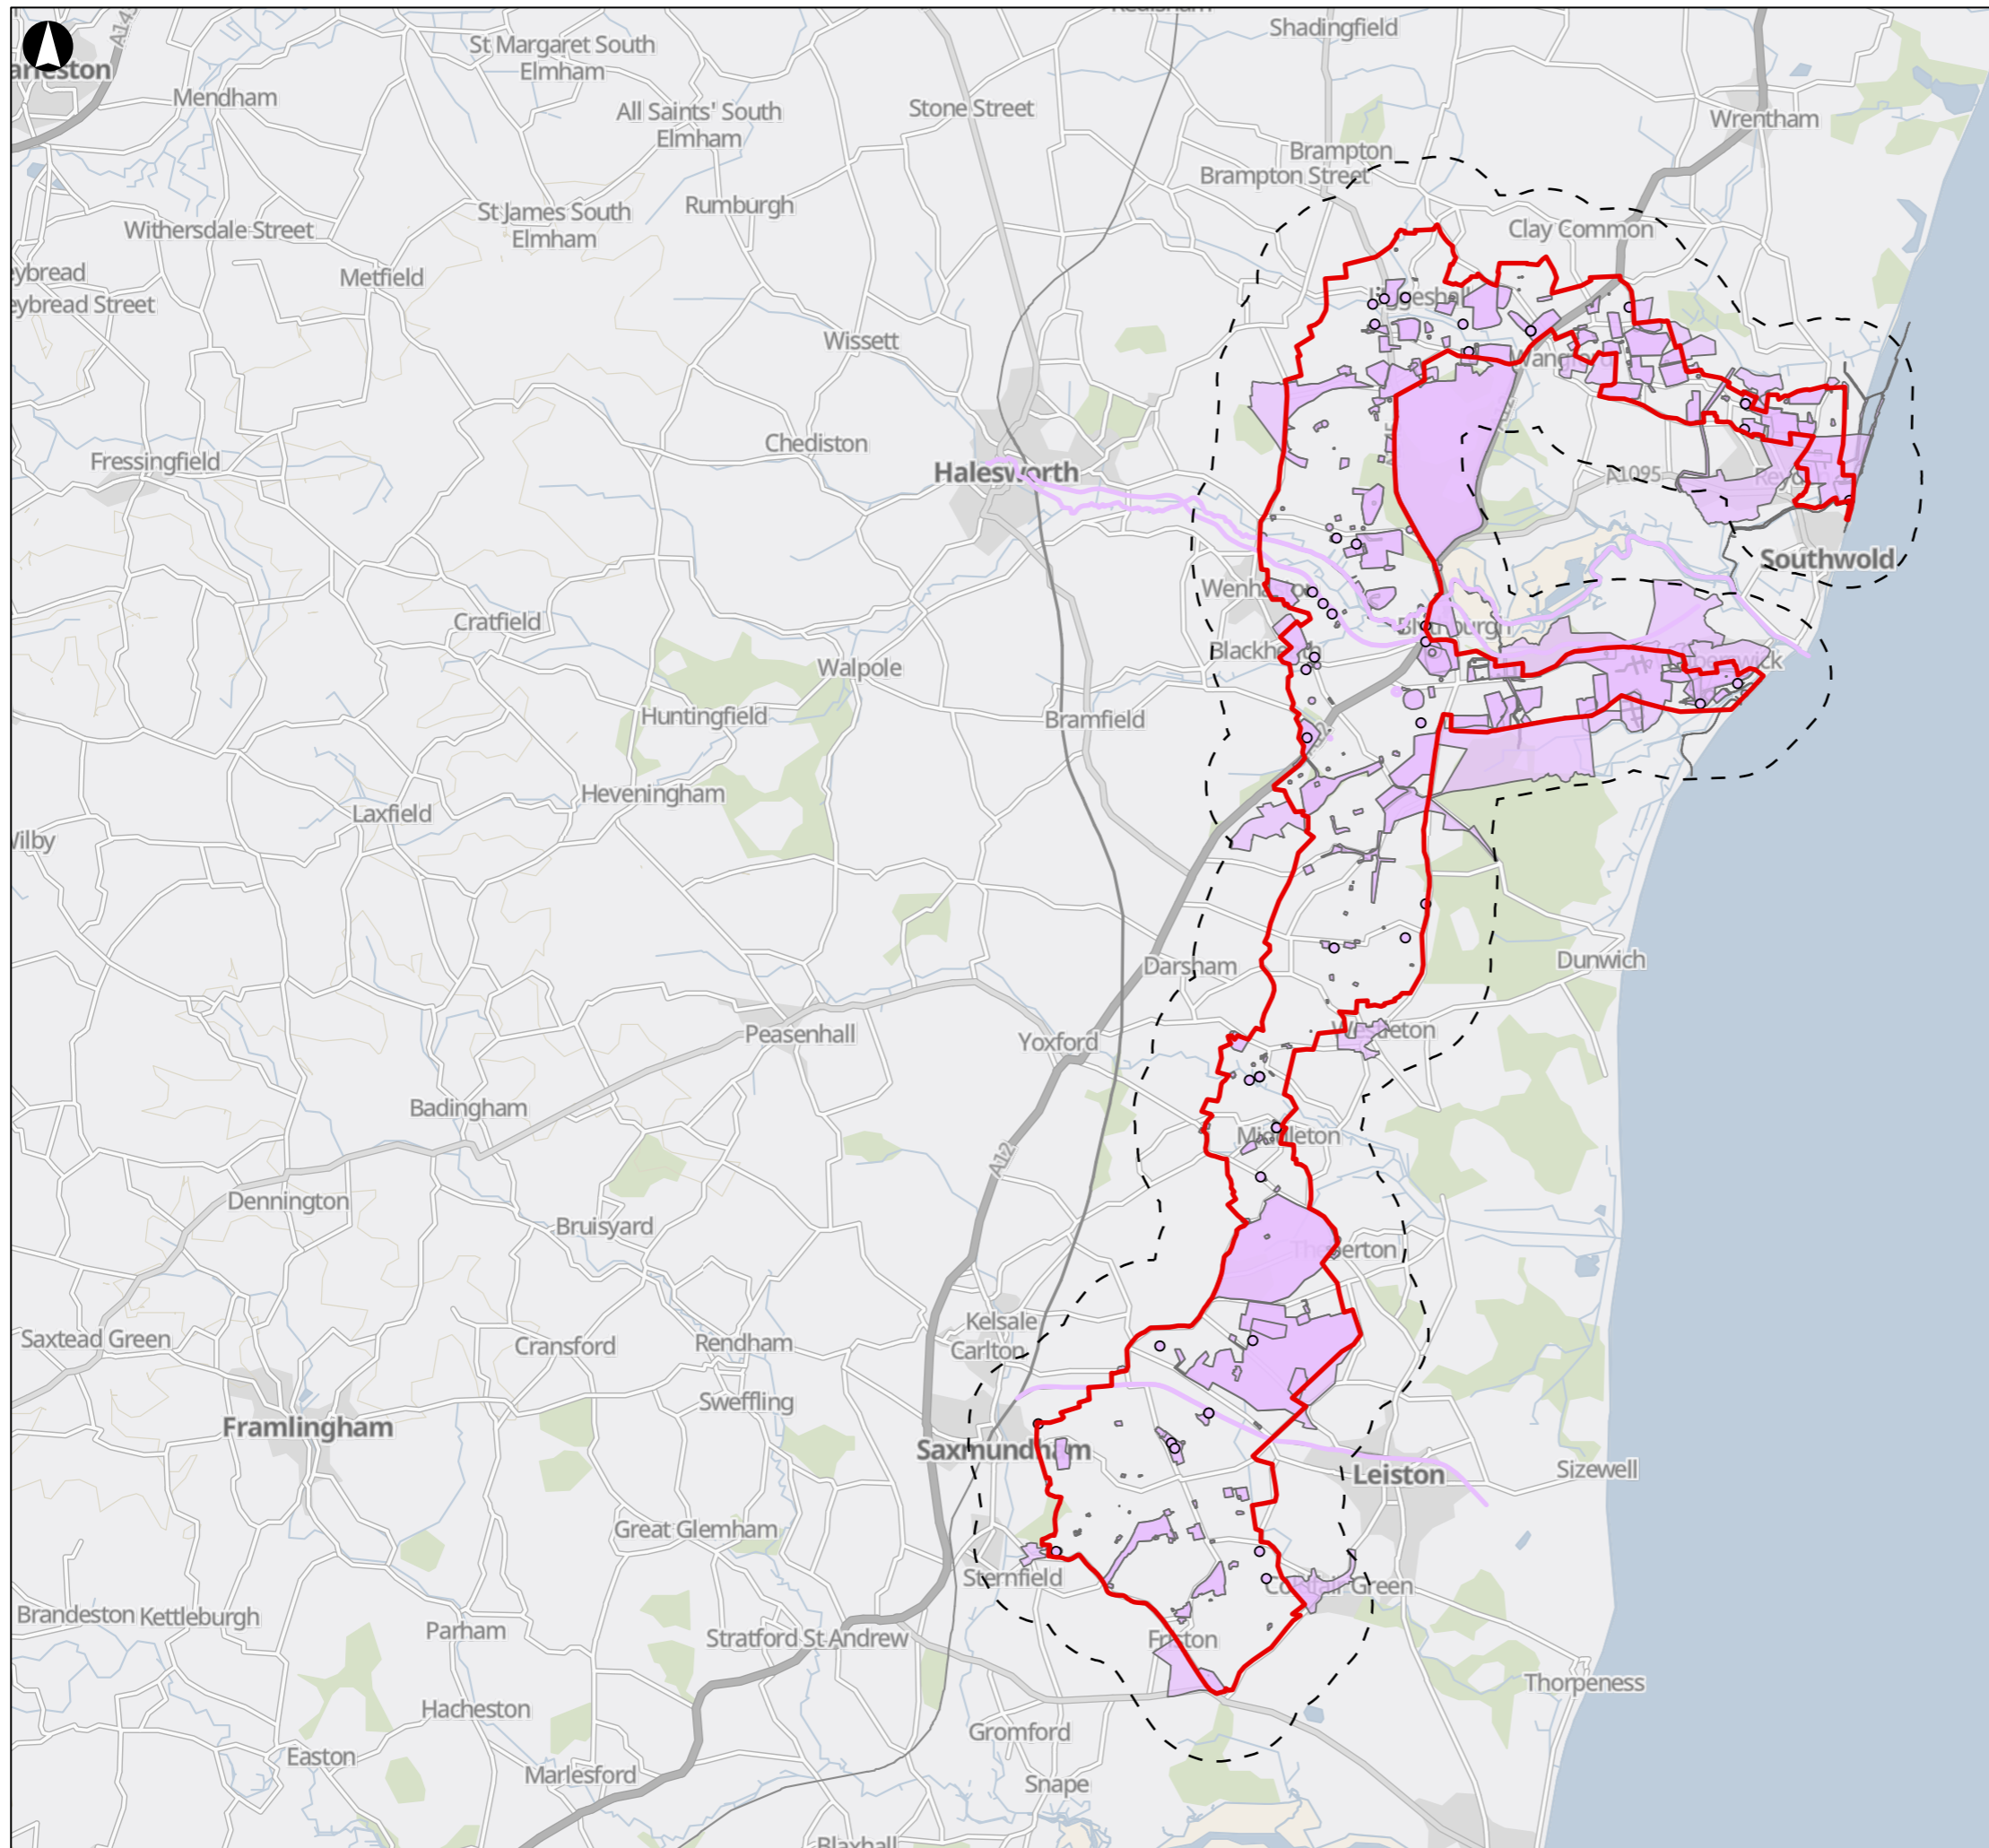 Shadingfield
St Margaret South
Elmham
Mendham
All Saints' South
Elmham
Stone Street
Wrentham
Brampton
Brampton Street
Rumburgh
St James South
Elmham
Withersdale Street
Clay Common
Metfield
Wissett
Chediston
Halesworth
Fressingfield
A1095
Southwold
Cratfield
Walpole
Huntingfield
Bramfield
Heveningham
Laxfield
Darsham
Dunwich
Peasenhall
Yoxford
Badingham
A12
Dennington
Bruisyard
Kelsale
Carlton
Saxtead Green
Cransford
Rendham
Sweffling
Framlingham
Saxmundham
Leiston
Sizewell
Great Glemham
Sternfield
Brandeston
Kettleburgh
Parham
Stratford St Andrew
Friston
Thorpeness
Hacheston
Gromford
Easton
Marlesford
Snape
Blaxhall